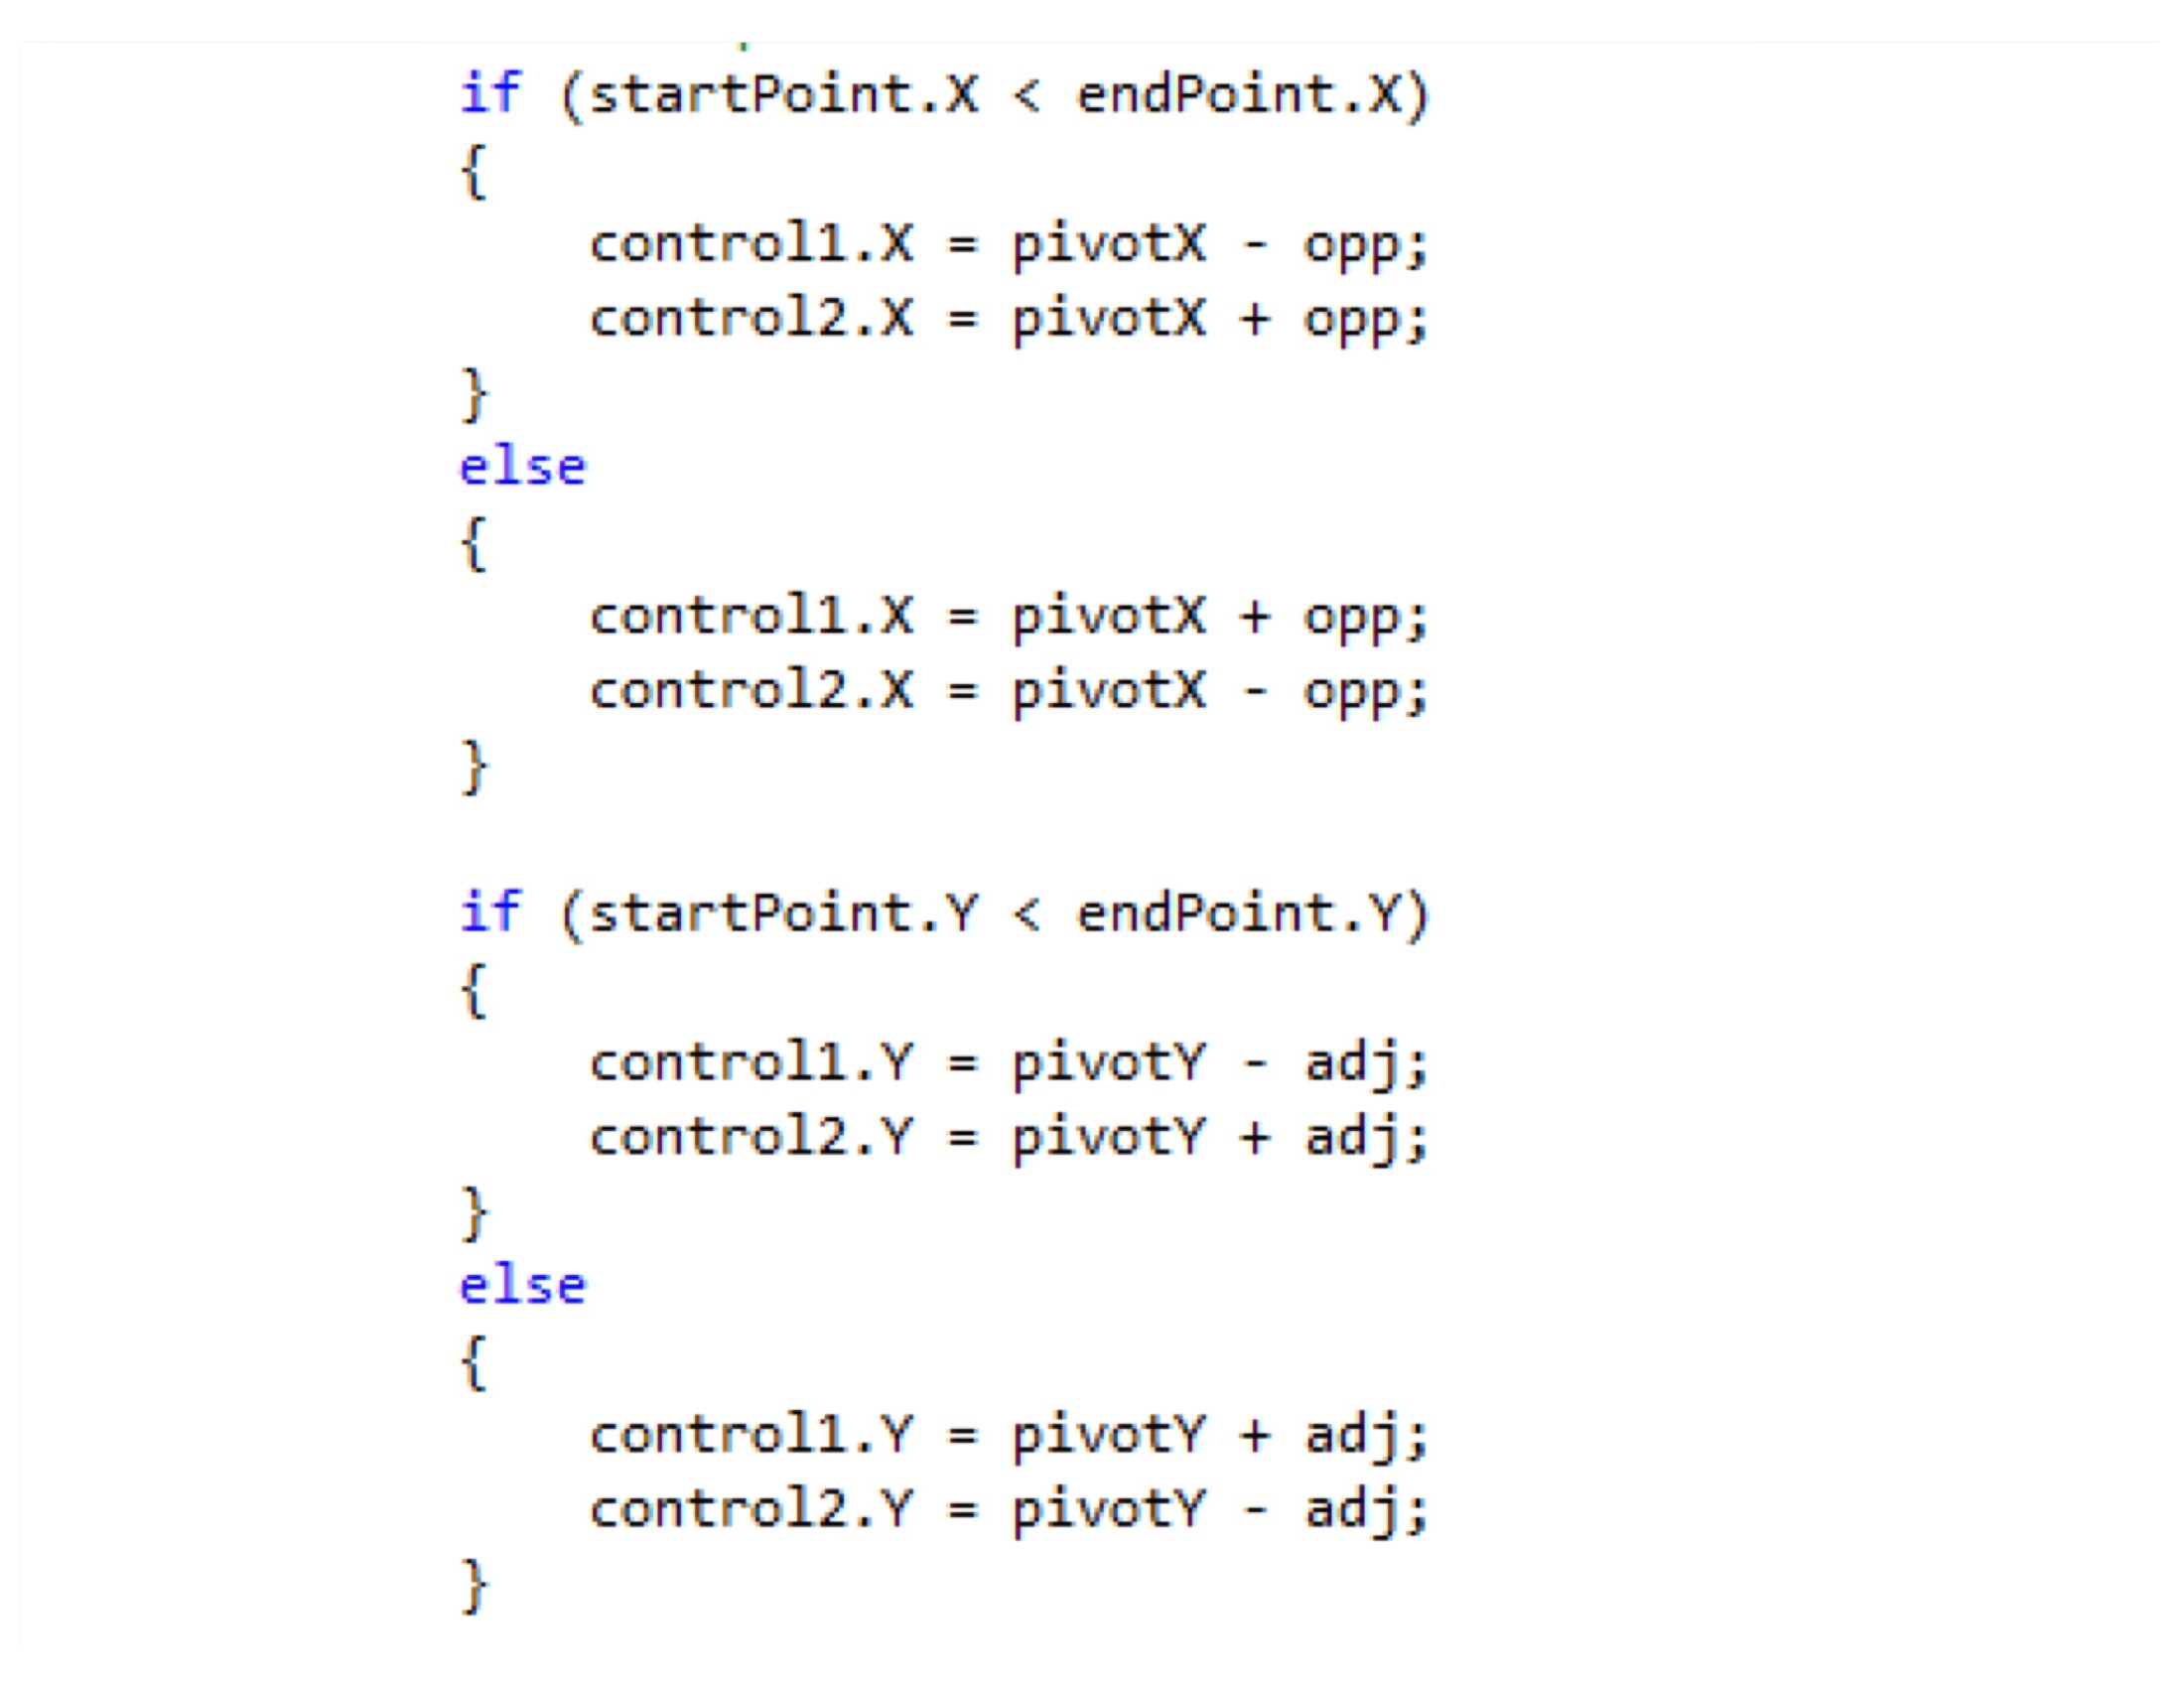 if (startPoint.X < endPoint.X)
{
control1.X = pivotX - opp;
control2.X = pivotX + opp;
}
else
{
control1.X = pivotX + opp;
control2.X = pivotX - opp;
}
if (startPoint.Y < endPoint.Y)
{
control1.Y = pivotY - adj;
control2.Y = pivotY + adj;
}
else
{
control1.Y = pivotY + adj;
control2.Y = pivotY - adj;
}